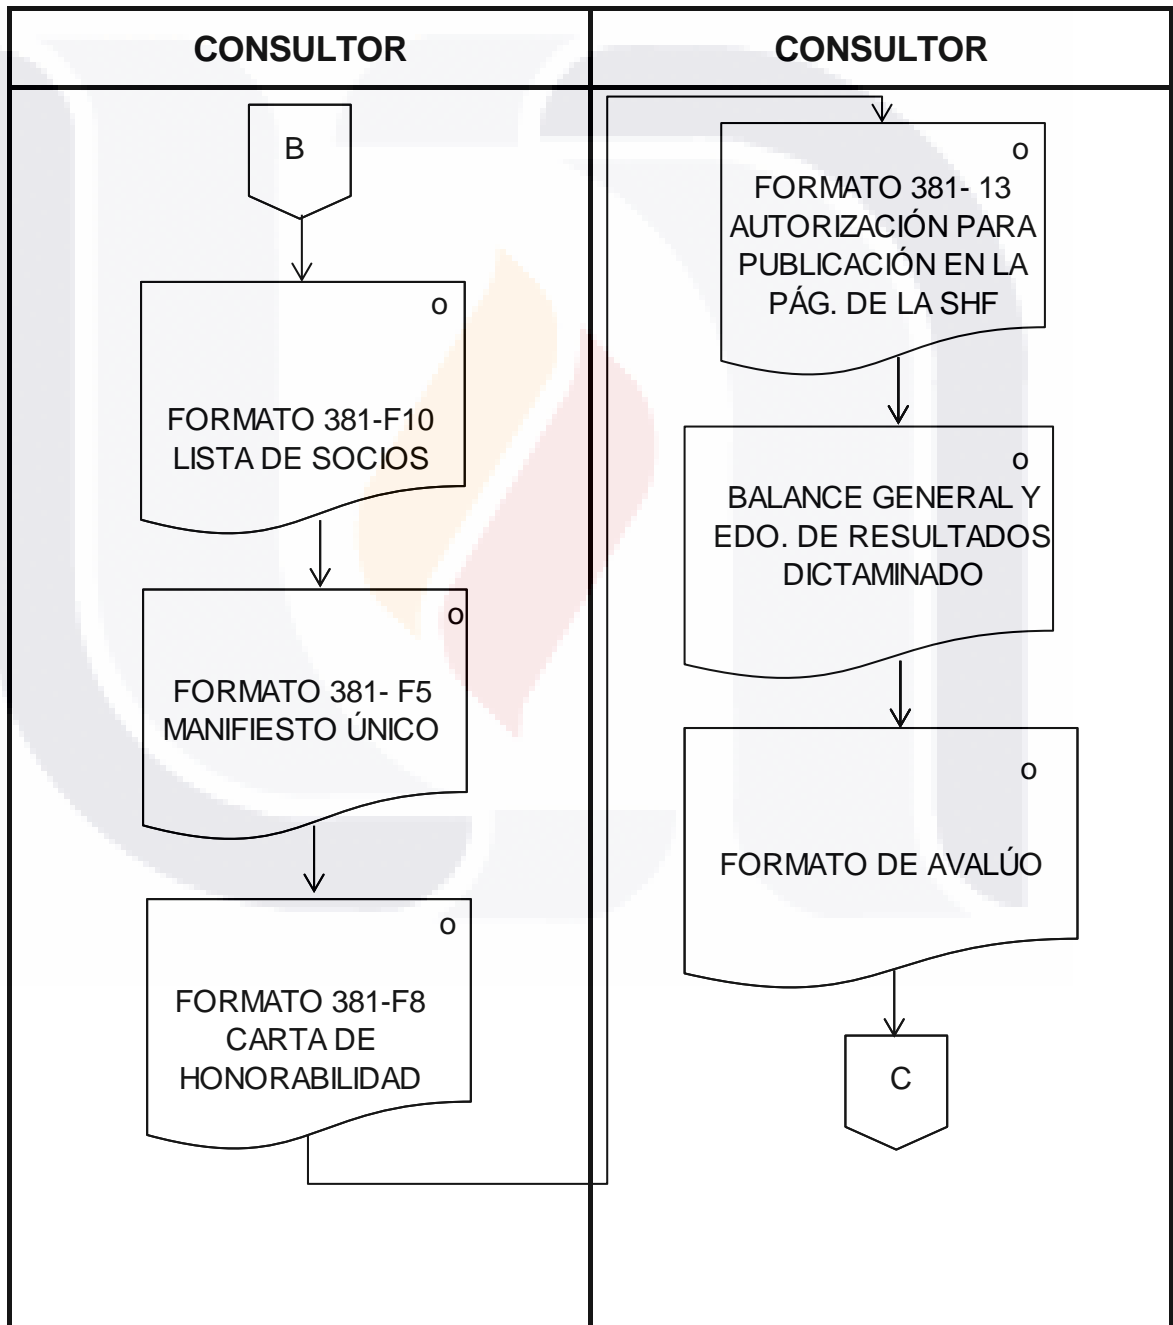 CONSULTOR
B
o
FORMATO 381-F10
LISTA DE SOCIOS
o
FORMATO 381- F5
MANIFIESTO ÚNICO
o
FORMATO 381-F8
CARTA DE
HONORABILIDAD
CONSULTOR
o
FORMATO 381- 13
AUTORIZACIÓN PARA
PUBLICACIÓN EN LA
PÁG. DE LA SHF
o
BALANCE GENERAL Y
EDO. DE RESULTADOS
DICTAMINADO
o
FORMATO DE AVALÚO
C